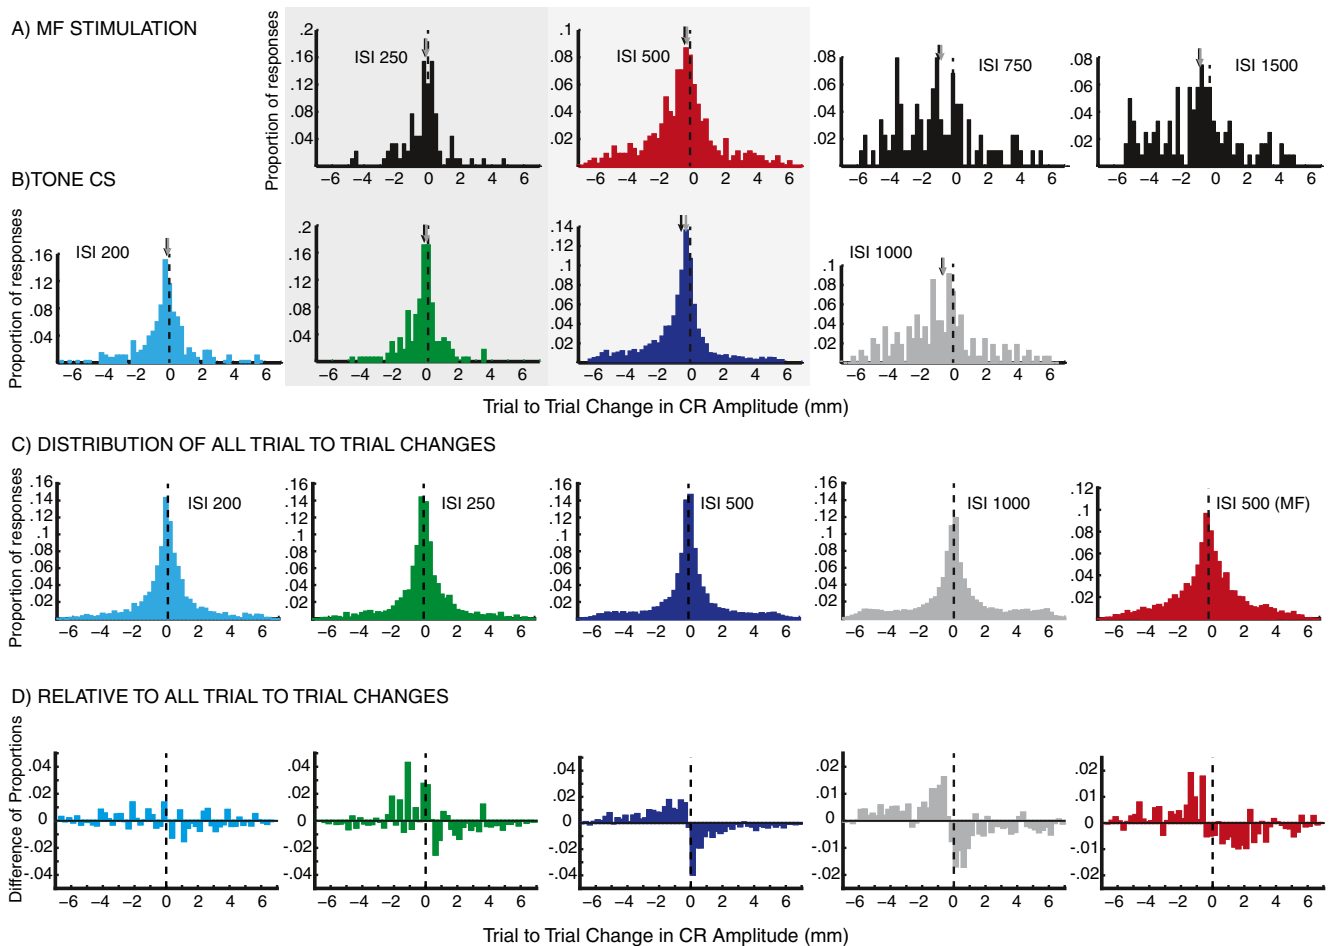 A) MF STIMULATION
Proportion of responses
.2
.16
.12
.08
.04
ISI 250
−6 −4 −2 0 2 4 6
.1
.08
.06
.04
.02
ISI 500
−6 −4 −2 0 2 4 6
.08
.06
.04
.02
ISI 750
−6 −4 −2 0 2 4 6
.08
.06
.04
.02
ISI 1500
−6 −4 −2 0 2 4 6
B)TONE CS
Proportion of responses
.16
.12
.08
.04
ISI 200
−6 −4 −2 0 2 4 6
.2
.16
.12
.08
.04
−6 −4 −2 0 2 4 6
.14
.12
.1
.08
.06
.04
.02
−6 −4 −2 0 2 4 6
.1
.08
.06
.04
.02
ISI 1000
−6 −4 −2 0 2 4 6
Trial to Trial Change in CR Amplitude (mm)
C) DISTRIBUTION OF ALL TRIAL TO TRIAL CHANGES
Proportion of responses
.16
.14
.12
.1
.08
.06
.04
.02
ISI 200
−6 −4 −2 0 2 4 6
.16
.14
.12
.1
.08
.06
.04
.02
ISI 250
−6 −4 −2 0 2 4 6
.16
.14
.12
.1
.08
.06
.04
.02
ISI 500
−6 −4 −2 0 2 4 6
.16
.14
.12
.1
.08
.06
.04
.02
ISI 1000
−6 −4 −2 0 2 4 6
.12
.1
.08
.06
.04
.02
ISI 500 (MF)
−6 −4 −2 0 2 4 6
D) RELATIVE TO ALL TRIAL TO TRIAL CHANGES
Difference of Proportions
.04
.02
0
-.02
-.04
−6 −4 −2 0 2 4 6
.04
.02
0
-.02
-.04
−6 −4 −2 0 2 4 6
.04
.02
0
-.02
-.04
−6 −4 −2 0 2 4 6
.02
.01
0
-.01
-.02
−6 −4 −2 0 2 4 6
.02
.01
0
-.01
-.02
−6 −4 −2 0 2 4 6
Trial to Trial Change in CR Amplitude (mm)